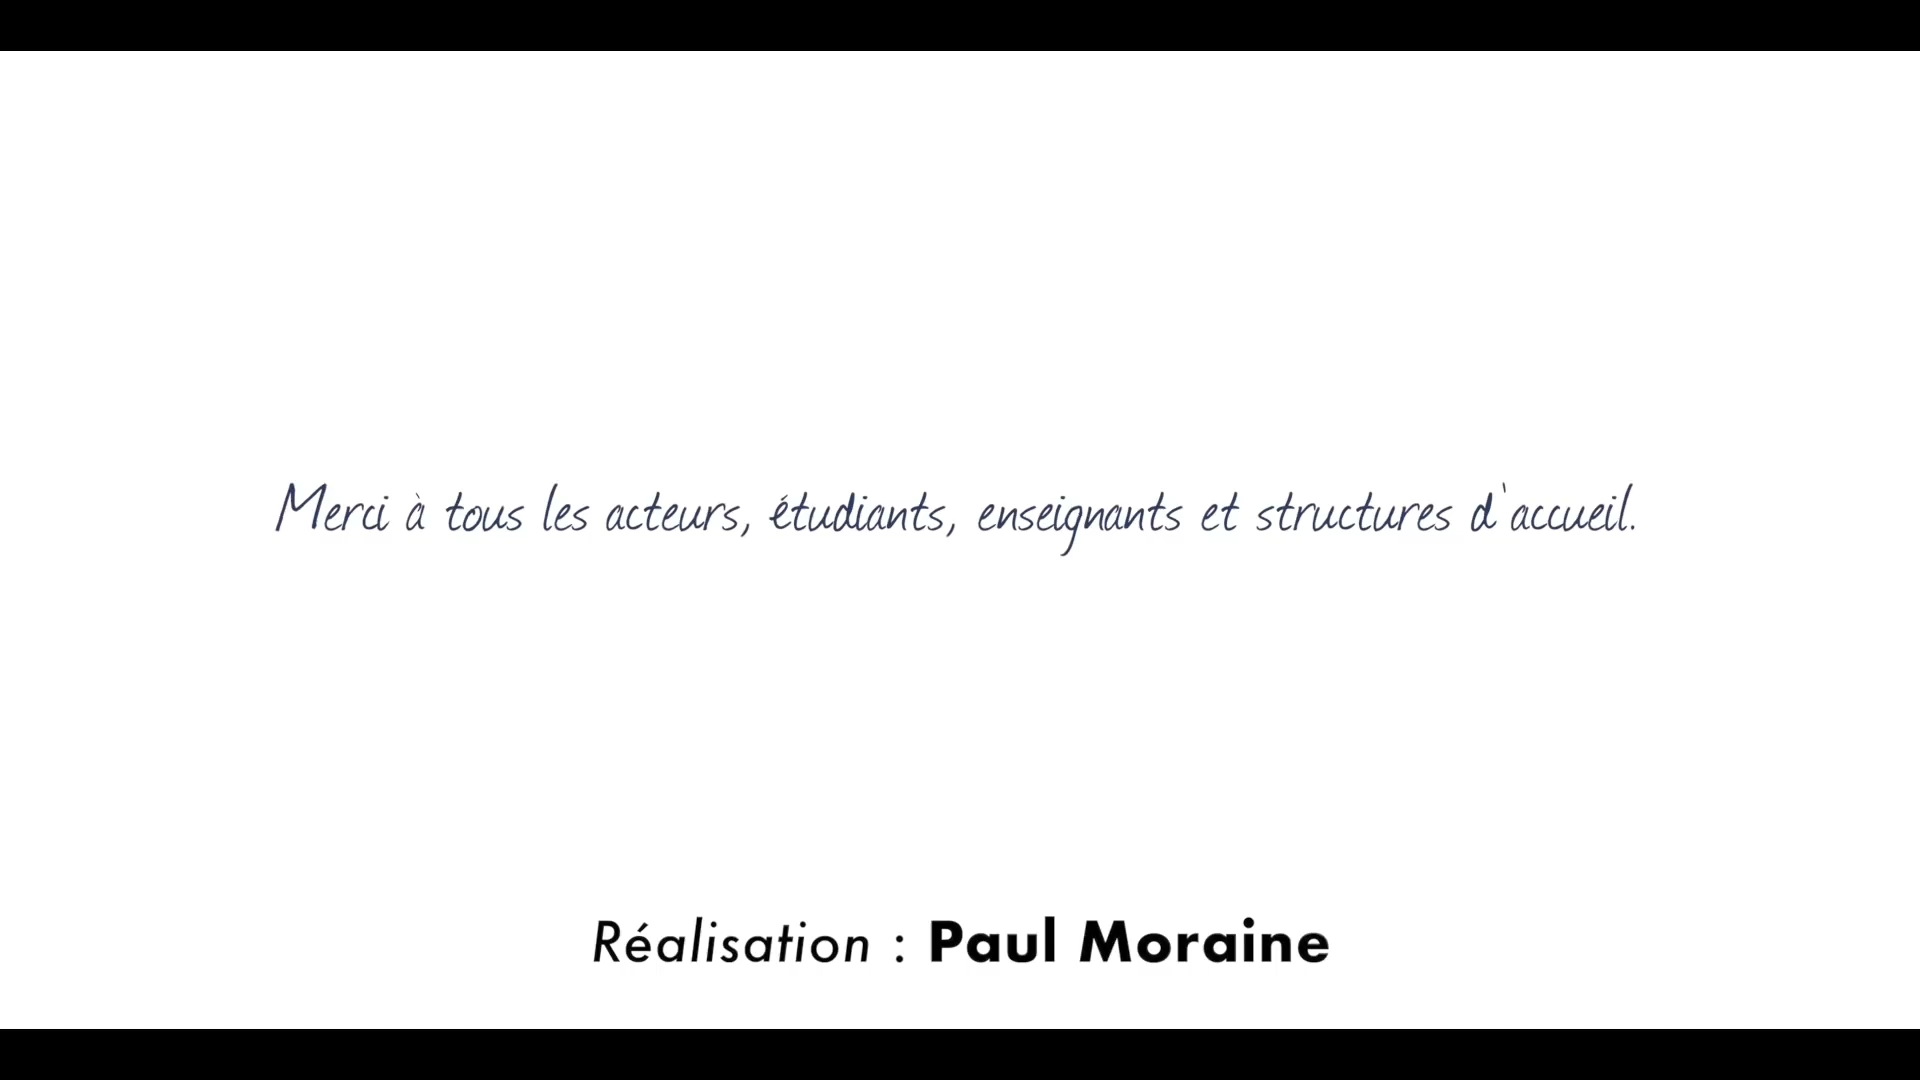 Merci à tous les acteurs, étudiants, enseignants et structures d'accueil.
Réalisation : Paul Moraine